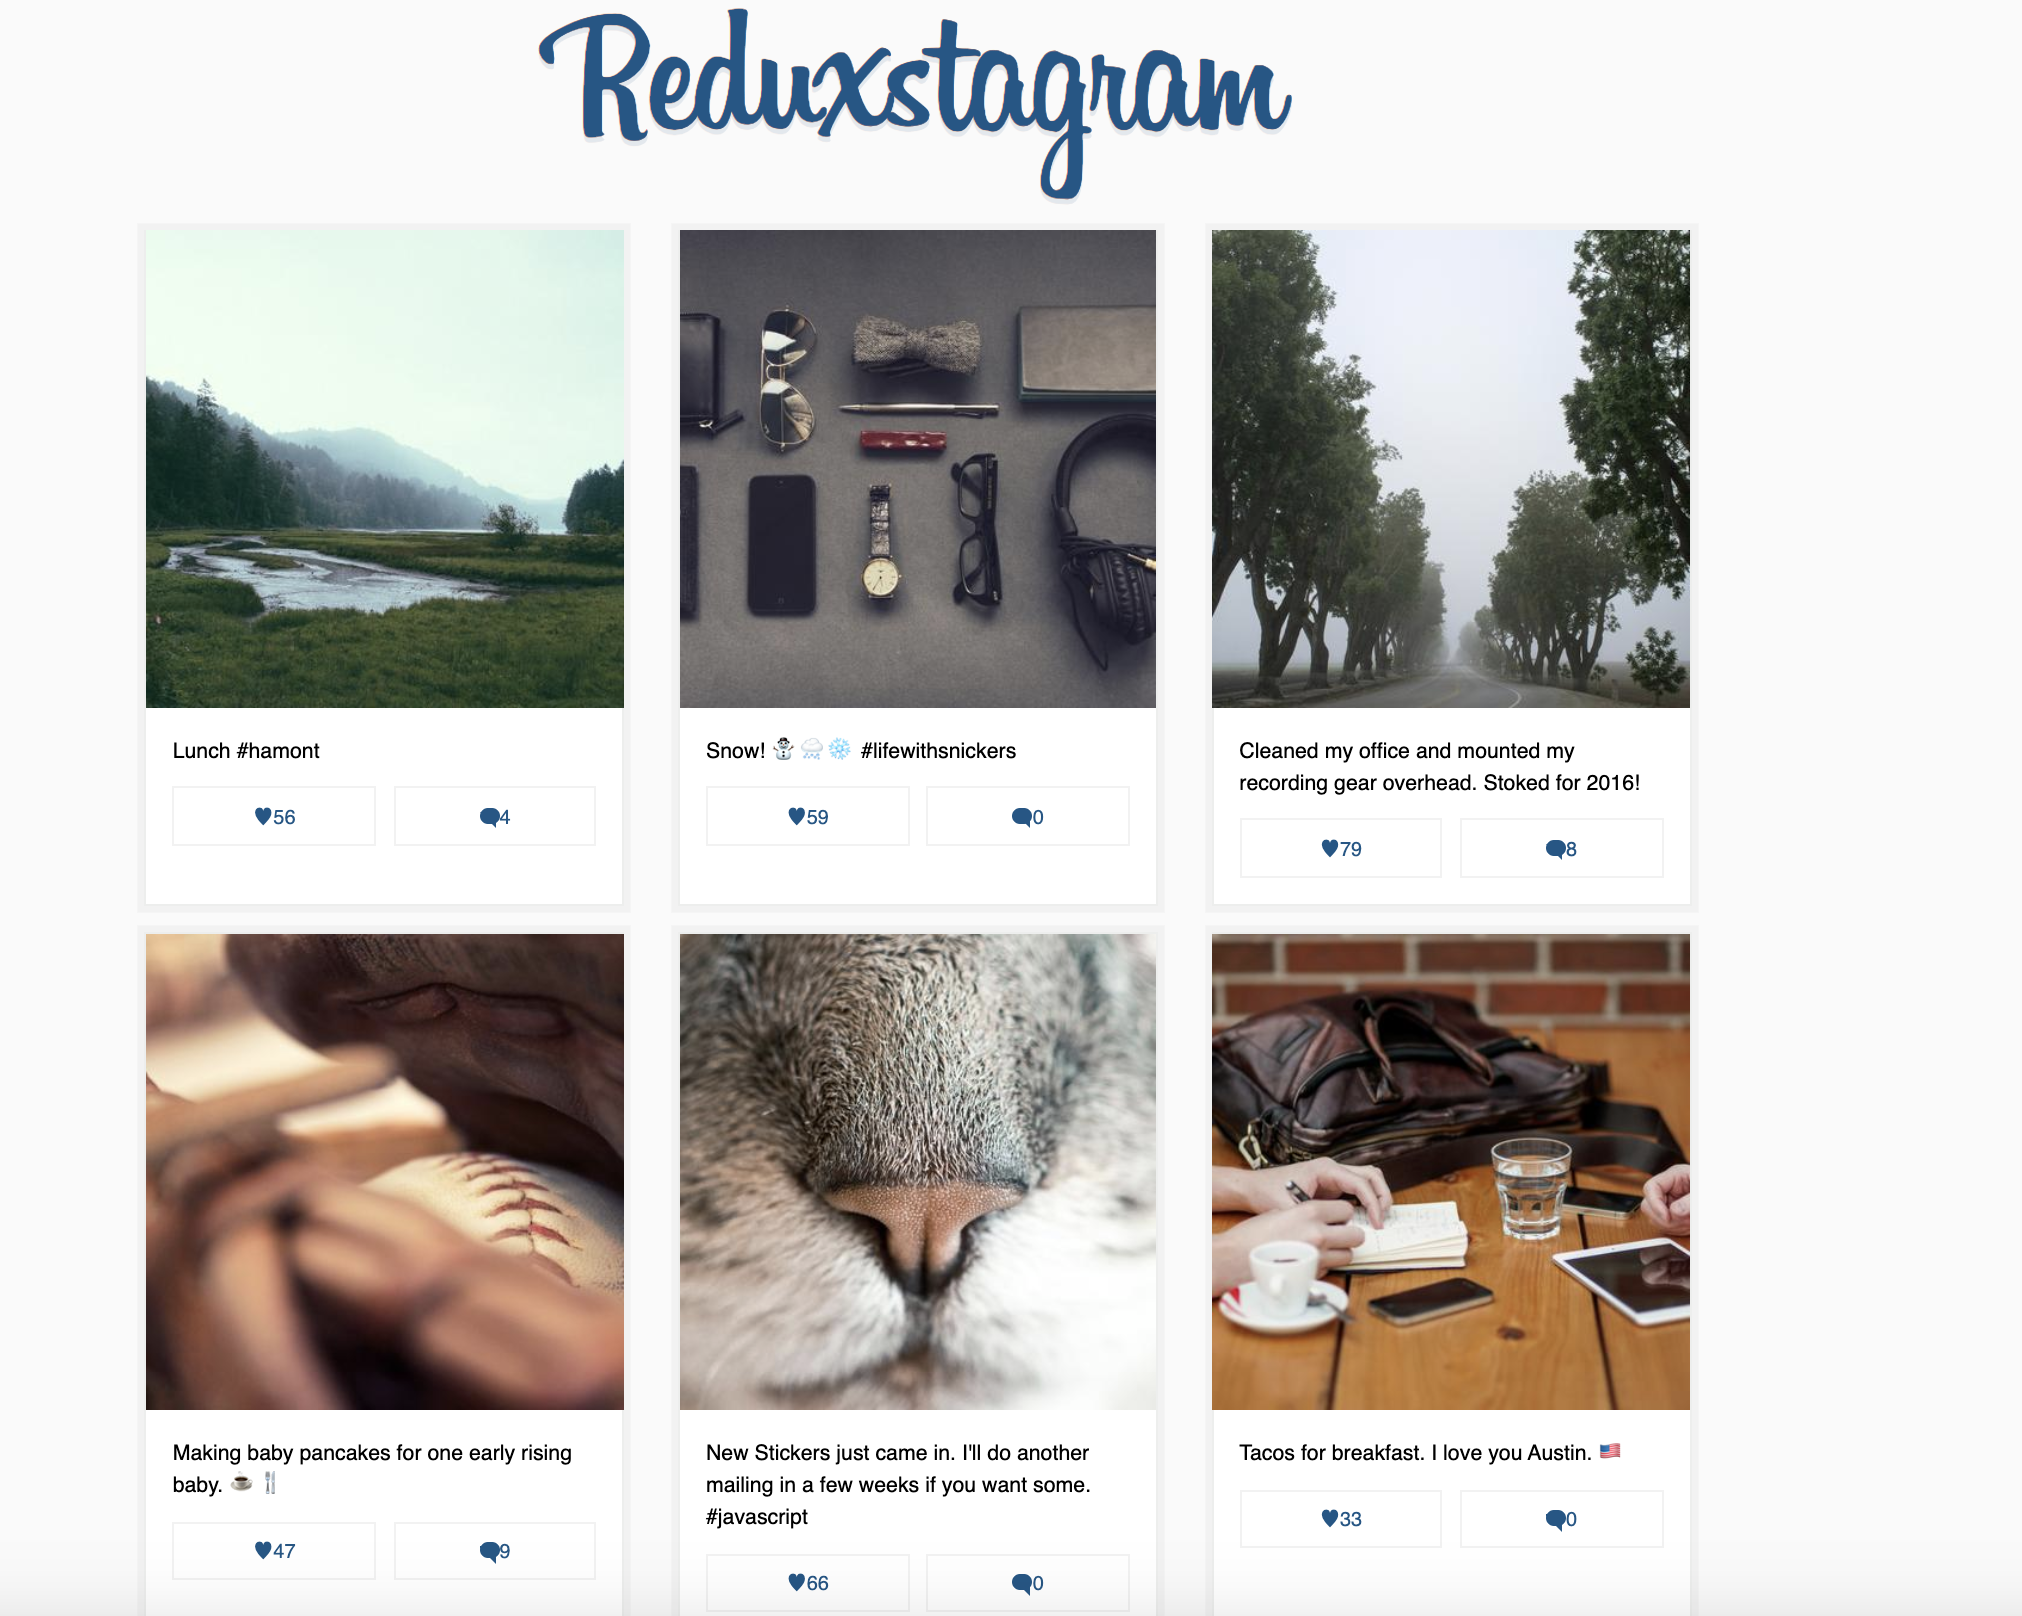 Reduxstagram
Lunch #hamont
♥56
💬4
Snow! ⛄🌨❄ #lifewithsnickers
♥59
💬0
Cleaned my office and mounted my
recording gear overhead. Stoked for 2016!
♥79
💬8
Making baby pancakes for one early rising
baby. ☕🍴
♥47
💬9
New Stickers just came in. I'll do another
mailing in a few weeks if you want some.
#javascript
♥66
💬0
Tacos for breakfast. I love you Austin. 🇺🇸
♥33
💬0